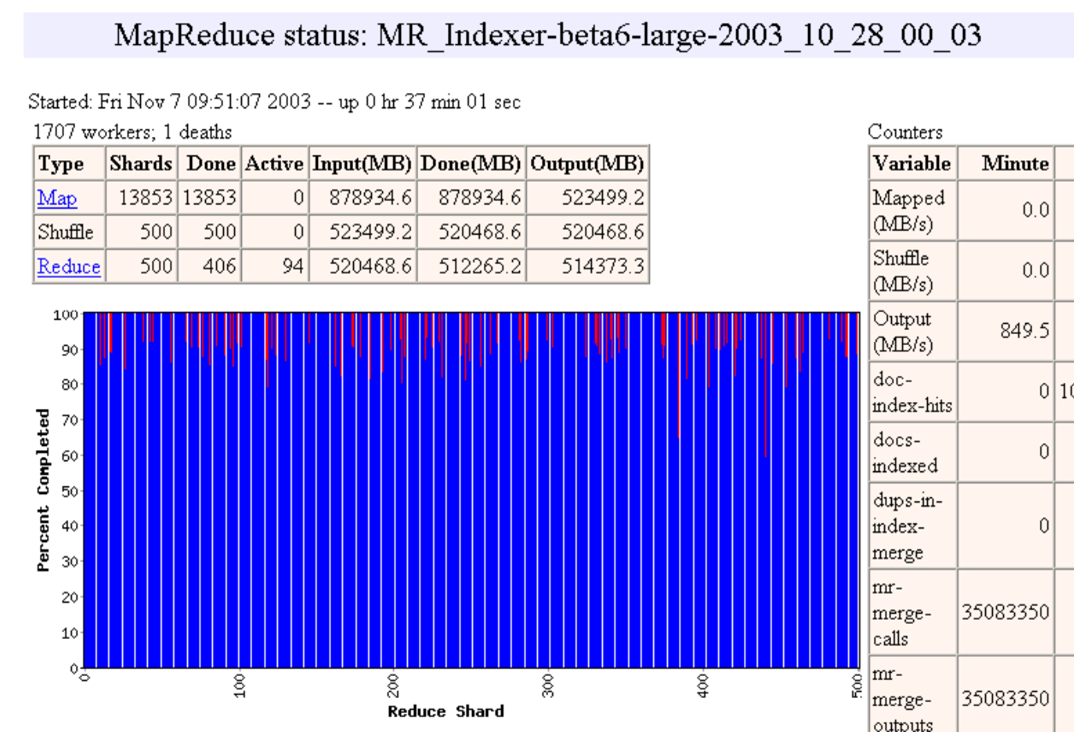 MapReduce status: MR_Indexer-beta6-large-2003_10_28_00_03
Started: Fri Nov 7 09:51:07 2003 -- up 0 hr 37 min 01 sec
1707 workers; 1 deaths
Type Shards Done Active Input(MB) Done(MB) Output(MB)
Map 13853 13853 0 878934.6 878934.6 523499.2
Shuffle 500 500 0 523499.2 520468.6 520468.6
Reduce 500 406 94 520468.6 512265.2 514373.3
Counters
Variable Minute
Mapped
(MB/s) 0.0
Shuffle
(MB/s) 0.0
Output
(MB/s) 849.5
doc-
index-hits 0 10
docs-
indexed 0
dups-in-
index-
merge 0
mr-
merge-
calls 35083350
mr-
merge-
outputs 35083350
Percent Completed
100
90
80
70
60
50
40
30
20
10
0
0 100 200 300 400 500
Reduce Shard